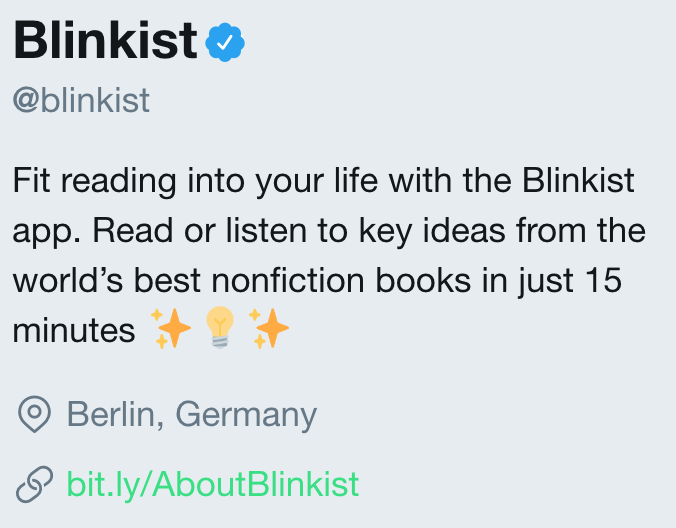 Blinkist
@blinkist
Fit reading into your life with the Blinkist
app. Read or listen to key ideas from the
world’s best nonfiction books in just 15
minutes ✨💡✨
Berlin, Germany
bit.ly/AboutBlinkist